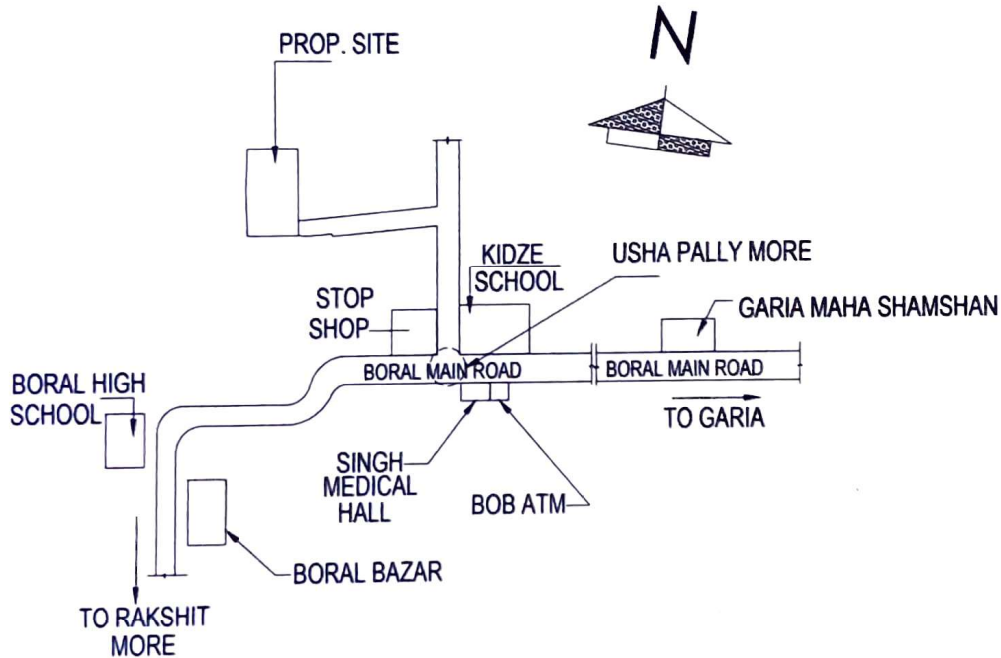 N
PROP. SITE
KIDZE
SCHOOL
USHA PALLY MORE
STOP
SHOP
GARIA MAHA SHAMSHAN
BORAL MAIN ROAD
BORAL MAIN ROAD
BORAL HIGH
SCHOOL
TO GARIA
SINGH
MEDICAL
HALL
BOB ATM
BORAL BAZAR
TO RAKSHIT
MORE